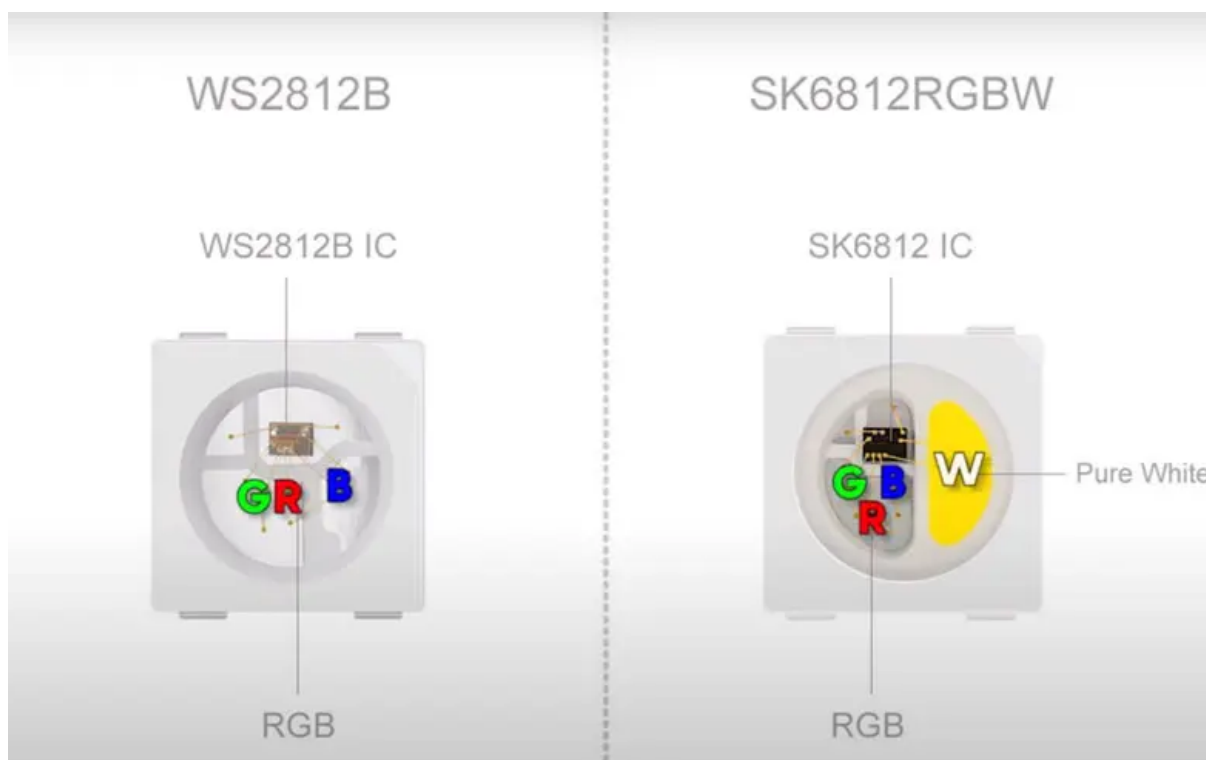 WS2812B
WS2812B IC
G R B
RGB
SK6812RGBW
SK6812 IC
G B W
R
Pure White
RGB